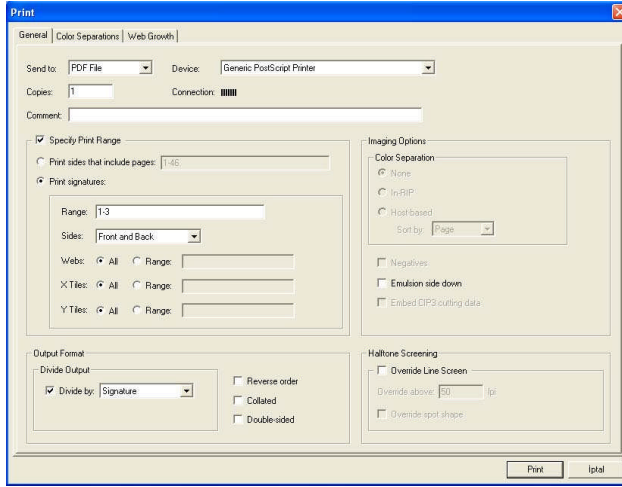 Print
General Color Separations Web Growth
Send to: PDF File Device: Generic PostScript Printer
Copies: 1 Connection:
Comment:
Specify Print Range
Print sides that include pages: 1-46
Print signatures:
Range: 1-3
Sides: Front and Back
Webs: All Range:
X Tiles: All Range:
Y Tiles: All Range:
Imaging Options
Color Separation
None
In-RIP
Host-based
Sort by: Page
Negatives
Emulsion side down
Embed CIP3 cutting data
Output Format
Divide Output
Divide by: Signature
Reverse order
Collated
Double-sided
Halftone Screening
Override Line Screen
Override above: 50 lpi
Override spot shape
Print İptal